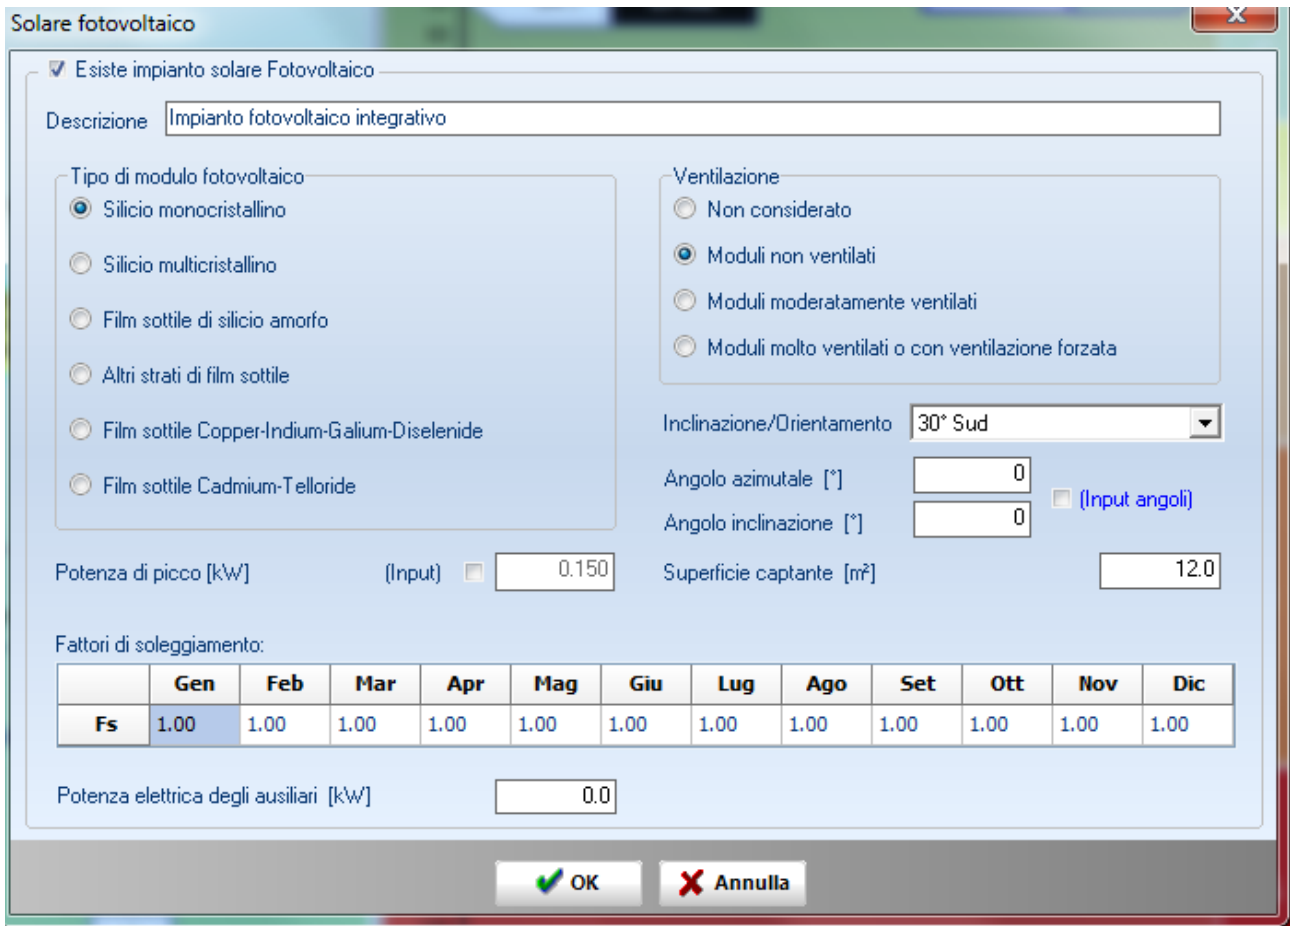 Solare fotovoltaico
Esiste impianto solare Fotovoltaico
Descrizione Impianto fotovoltaico integrativo
Tipo di modulo fotovoltaico
Silicio monocristallino
Silicio multicristallino
Film sottile di silicio amorfo
Altri strati di film sottile
Film sottile Copper-Indium-Galium-Diselenide
Film sottile Cadmium-Telloride
Ventilazione
Non considerato
Moduli non ventilati
Moduli moderatamente ventilati
Moduli molto ventilati o con ventilazione forzata
Inclinazione/Orientamento 30° Sud
Angolo azimutale [°] 0
Angolo inclinazione [°] 0
(Input angoli)
Potenza di picco [kW] (Input) 0.150
Superficie captante [m²] 12.0
Fattori di soleggiamento:
Gen Feb Mar Apr Mag Giu Lug Ago Set Ott Nov Dic
Fs 1.00 1.00 1.00 1.00 1.00 1.00 1.00 1.00 1.00 1.00 1.00 1.00
Potenza elettrica degli ausiliari [kW] 0.0
OK Annulla